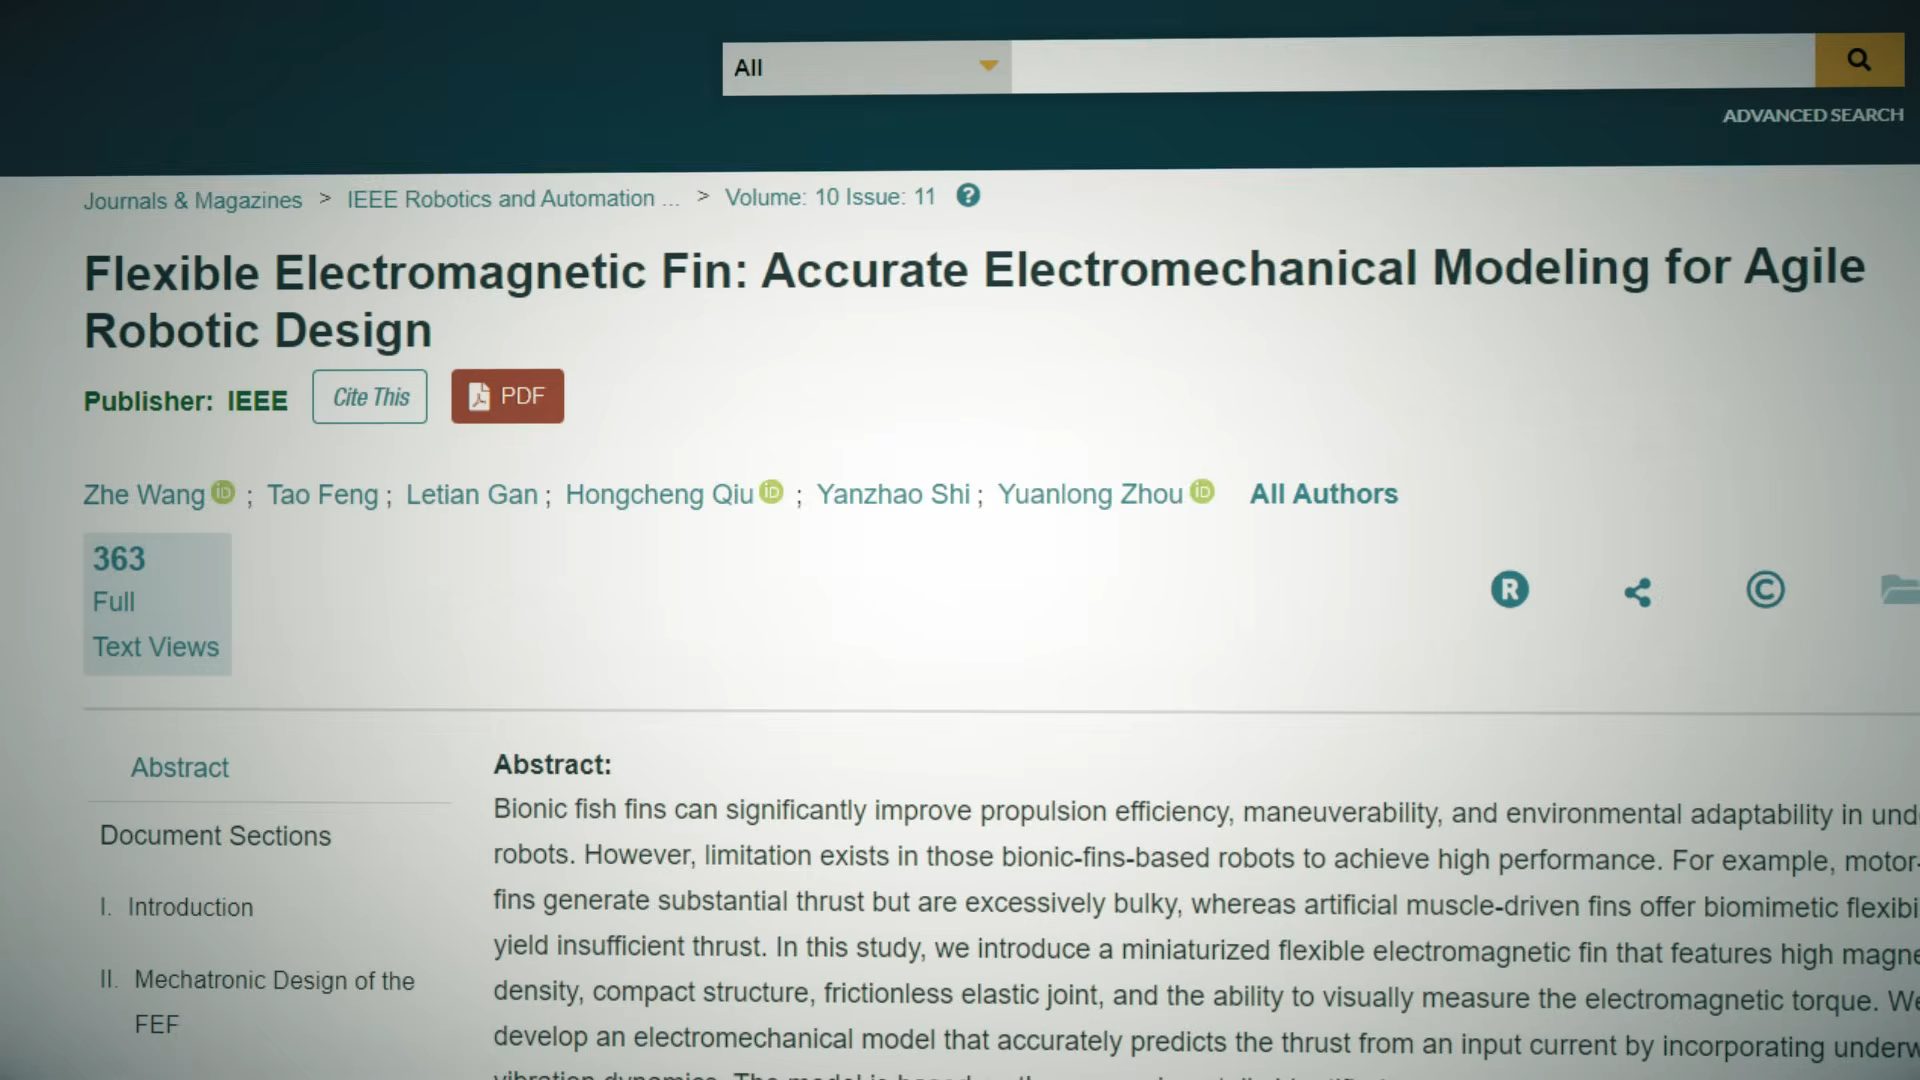 All
ADVANCED SEARCH
Journals & Magazines > IEEE Robotics and Automation ... > Volume: 10 Issue: 11 ?
Flexible Electromagnetic Fin: Accurate Electromechanical Modeling for Agile
Robotic Design
Publisher: IEEE Cite This PDF
Zhe Wang iD ; Tao Feng ; Letian Gan ; Hongcheng Qiu iD ; Yanzhao Shi ; Yuanlong Zhou iD All Authors
363
Full
Text Views
R ©
Abstract
Document Sections
I. Introduction
II. Mechatronic Design of the
FEF
Abstract:
Bionic fish fins can significantly improve propulsion efficiency, maneuverability, and environmental adaptability in
robots. However, limitation exists in those bionic-fins-based robots to achieve high performance. For example, motor-
fins generate substantial thrust but are excessively bulky, whereas artificial muscle-driven fins offer biomimetic
yield insufficient thrust. In this study, we introduce a miniaturized flexible electromagnetic fin that features high
density, compact structure, frictionless elastic joint, and the ability to visually measure the electromagnetic torque. We
develop an electromechanical model that accurately predicts the thrust from an input current by incorporating